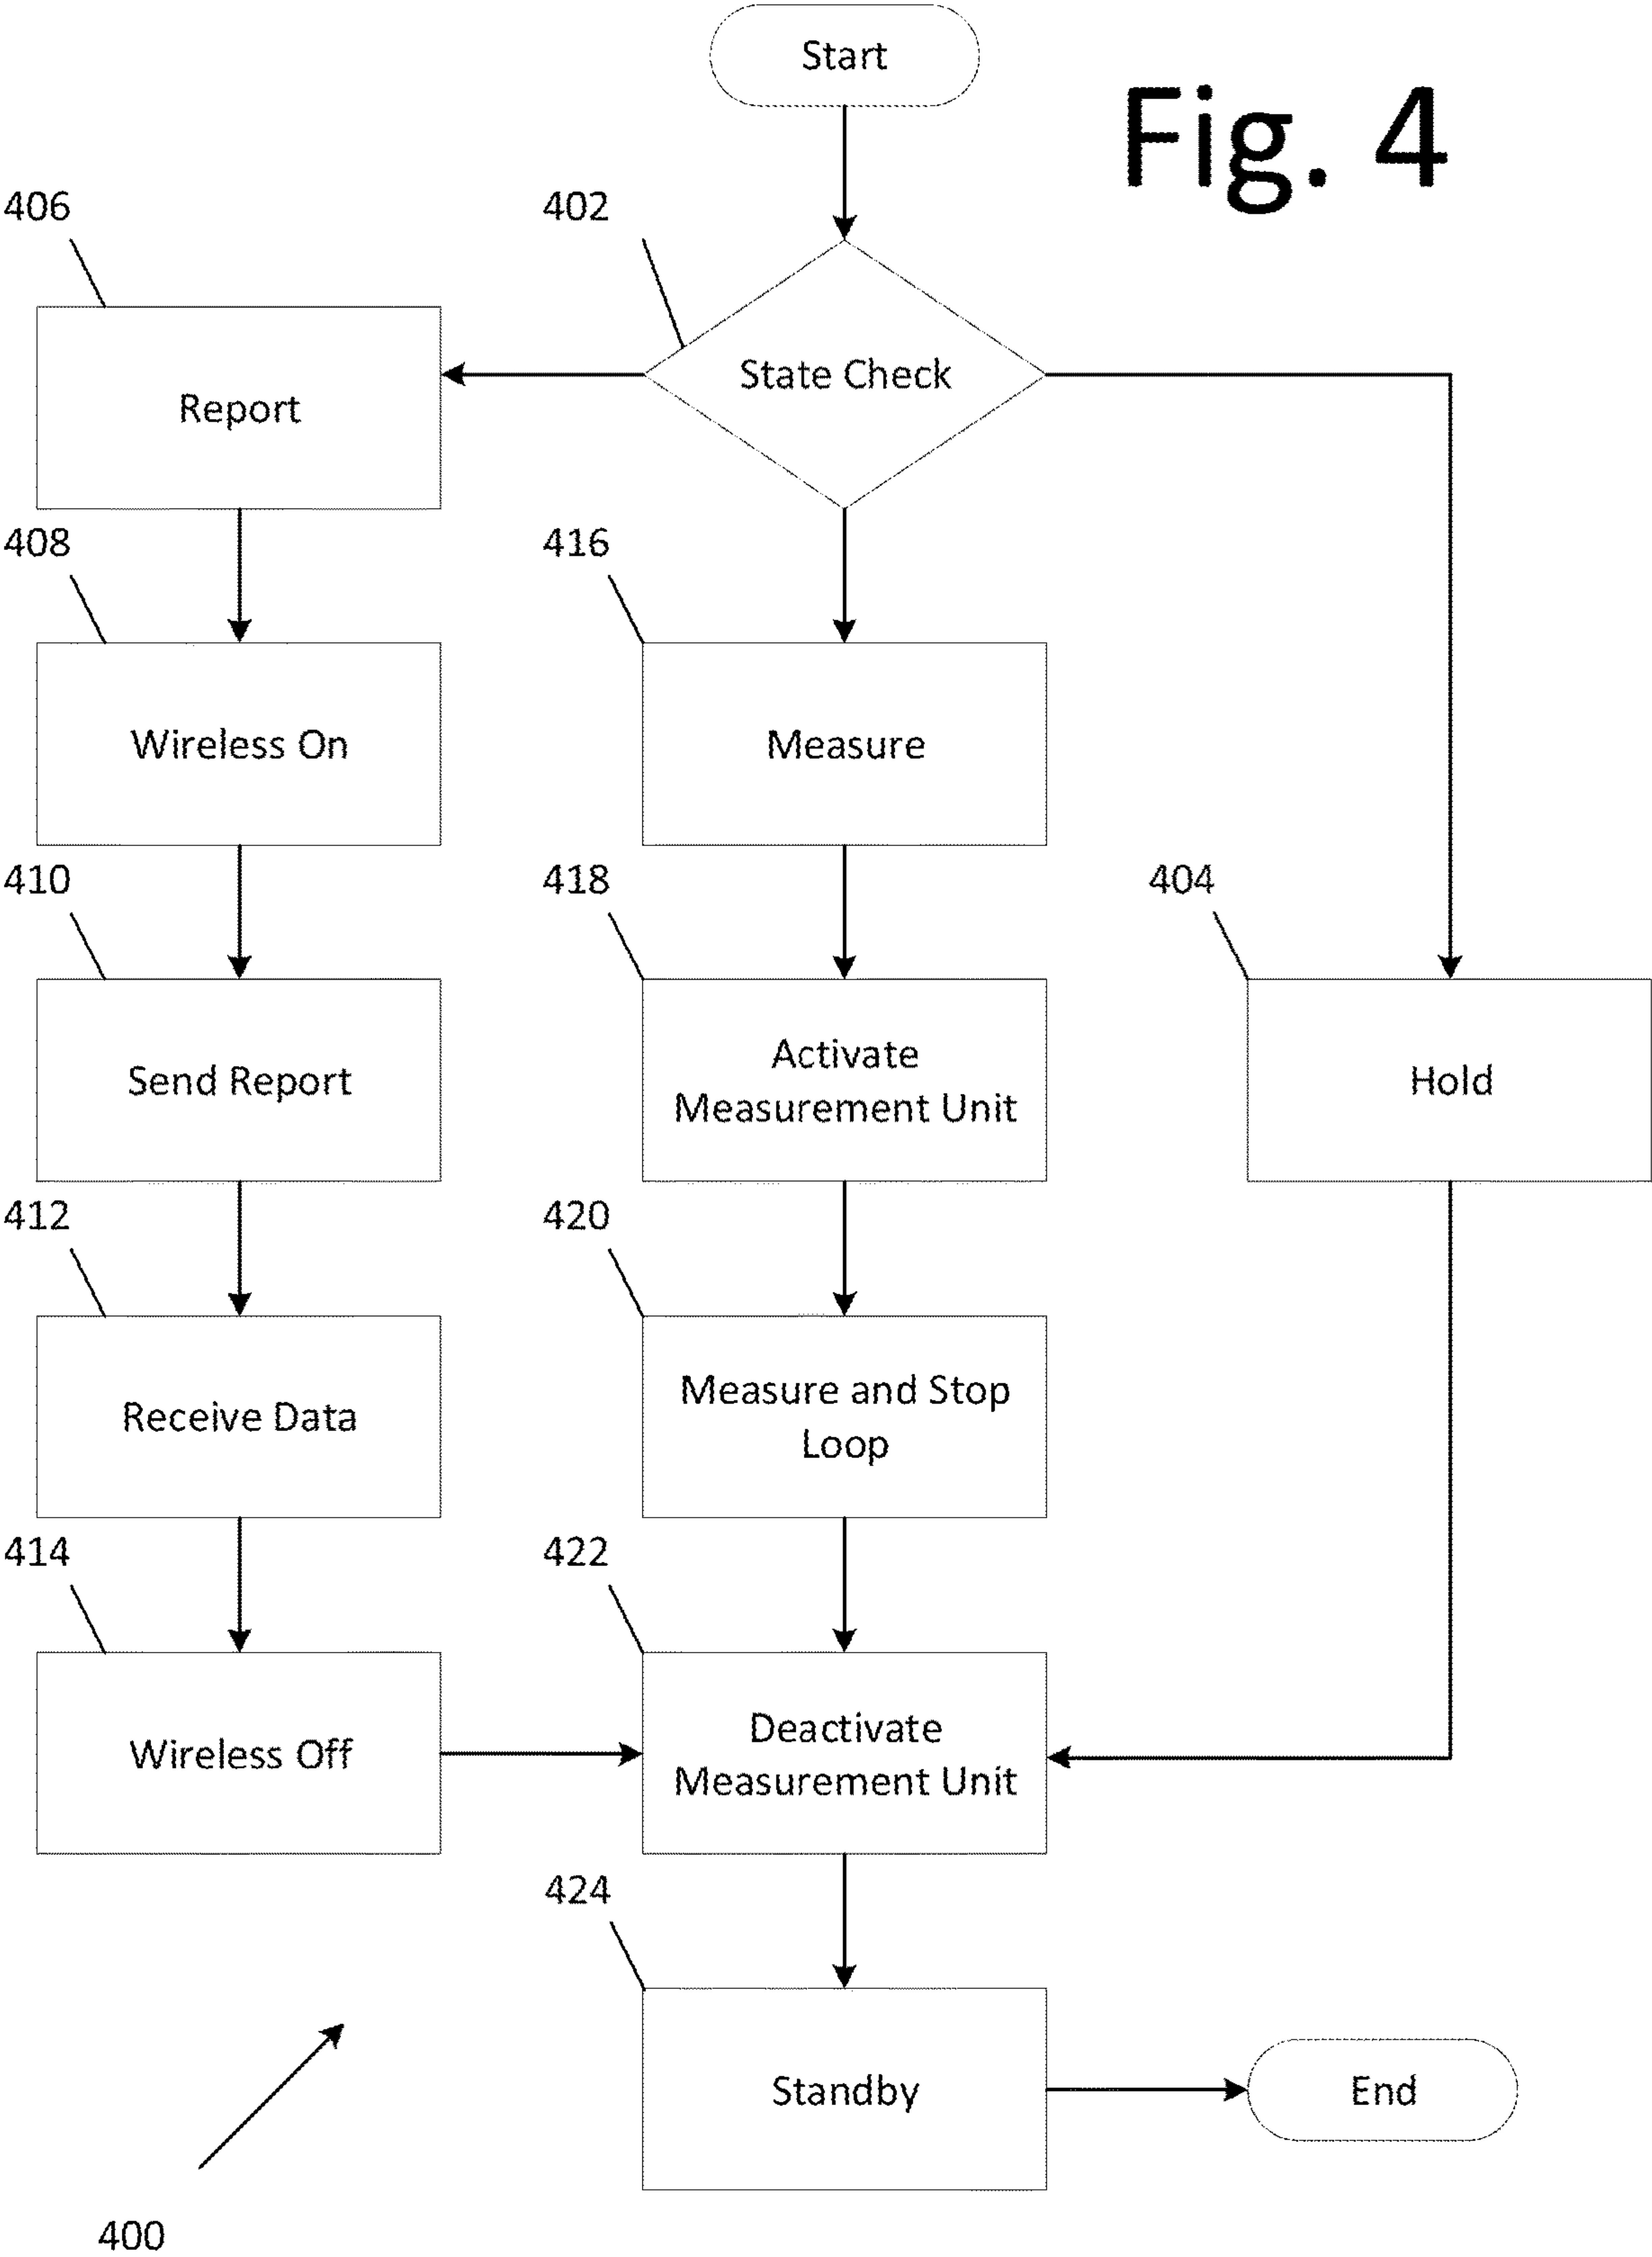 Start
Fig. 4
406
402
Report
State Check
408
416
Wireless On
Measure
410
418
404
Send Report
Activate
Measurement Unit
Hold
412
420
Receive Data
Measure and Stop
Loop
414
422
Wireless Off
Deactivate
Measurement Unit
424
Standby
End
400